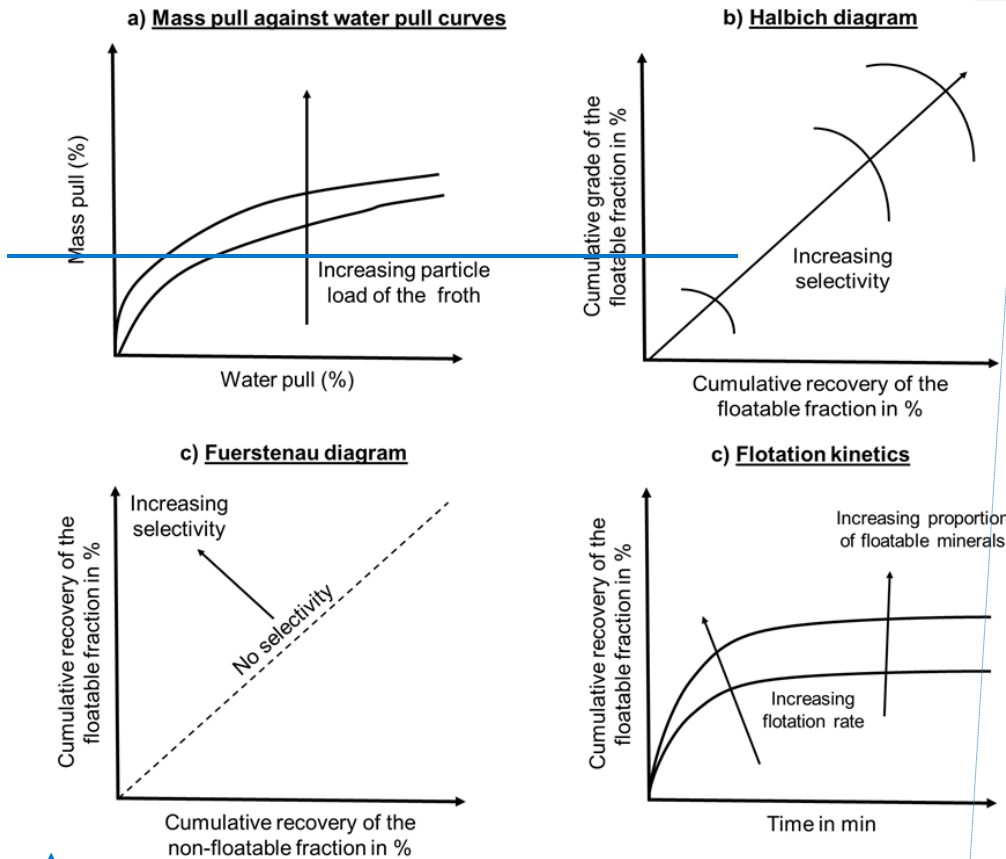 a) Mass pull against water pull curves
Mass pull (%)
Increasing particle
load of the froth
Water pull (%)
b) Halbich diagram
Cumulative grade of the
floatable fraction in %
Increasing
selectivity
Cumulative recovery of the
floatable fraction in %
c) Fuerstenau diagram
Cumulative recovery of the
floatable fraction in %
Increasing
selectivity
No selectivity
Cumulative recovery of the
non-floatable fraction in %
c) Flotation kinetics
Cumulative recovery of the
floatable fraction in %
Increasing proportion
of floatable minerals
Increasing
flotation rate
Time in min